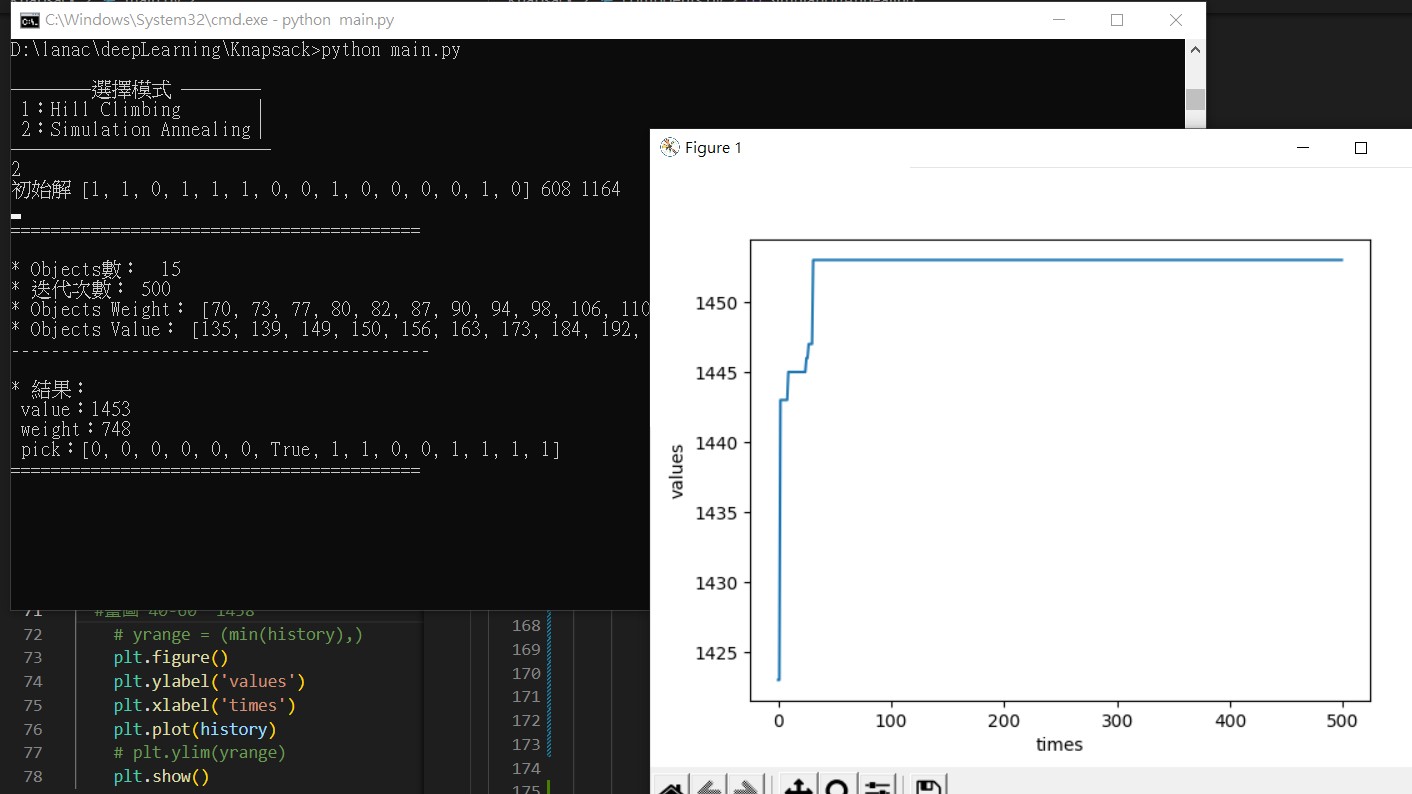 C:\Windows\System32\cmd.exe - python main.py
D:\lanac\deepLearning\Knapsack>python main.py
選擇模式
1：Hill Climbing
2：Simulation Annealing
2
初始解 [1, 1, 0, 1, 1, 1, 0, 0, 1, 0, 0, 0, 0, 1, 0] 608 1164
=========================================
* Objects數： 15
* 迭代次數： 500
* Objects Weight： [70, 73, 77, 80, 82, 87, 90, 94, 98, 106, 110
* Objects Value： [135, 139, 149, 150, 156, 163, 173, 184, 192,
------------------------------------------
* 結果：
value：1453
weight：748
pick：[0, 0, 0, 0, 0, 0, True, 1, 1, 0, 0, 1, 1, 1, 1]
=========================================
Figure 1
1450
1445
1440
1435
1430
1425
values
0 100 200 300 400 500
times
71 #畫圖 40-60 1458
72 # yrange = (min(history),)
73 plt.figure()
74 plt.ylabel('values')
75 plt.xlabel('times')
76 plt.plot(history)
77 # plt.ylim(yrange)
78 plt.show()
168
169
170
171
172
173
174
175